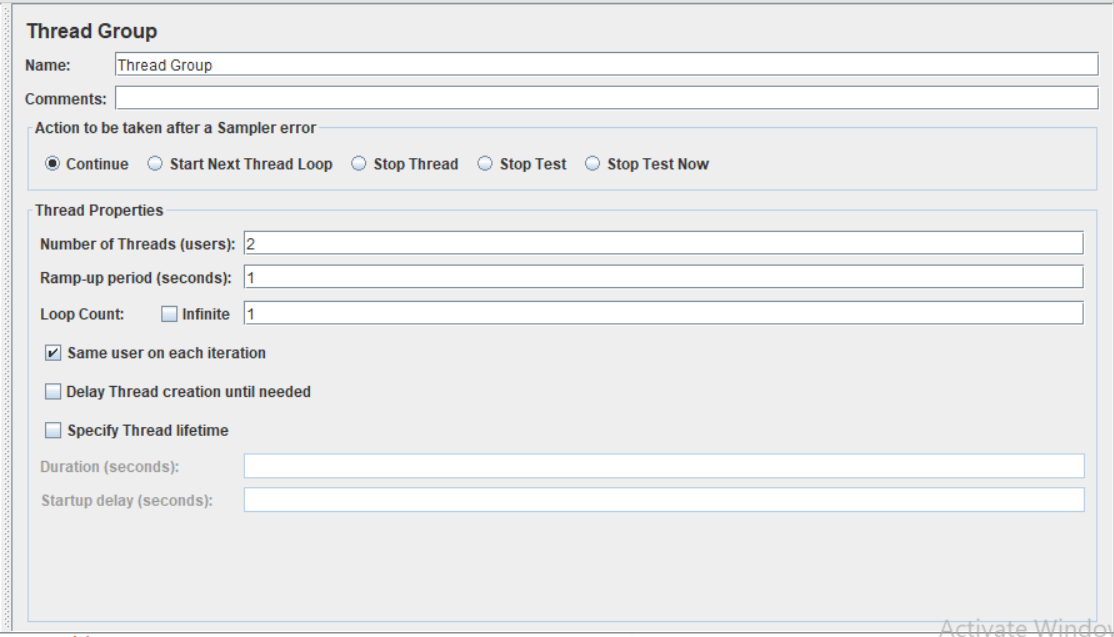 Thread Group
Name: Thread Group
Comments:
Action to be taken after a Sampler error
Continue Start Next Thread Loop Stop Thread Stop Test Stop Test Now
Thread Properties
Number of Threads (users): 2
Ramp-up period (seconds): 1
Loop Count: Infinite 1
Same user on each iteration
Delay Thread creation until needed
Specify Thread lifetime
Duration (seconds):
Startup delay (seconds):
Activate Window